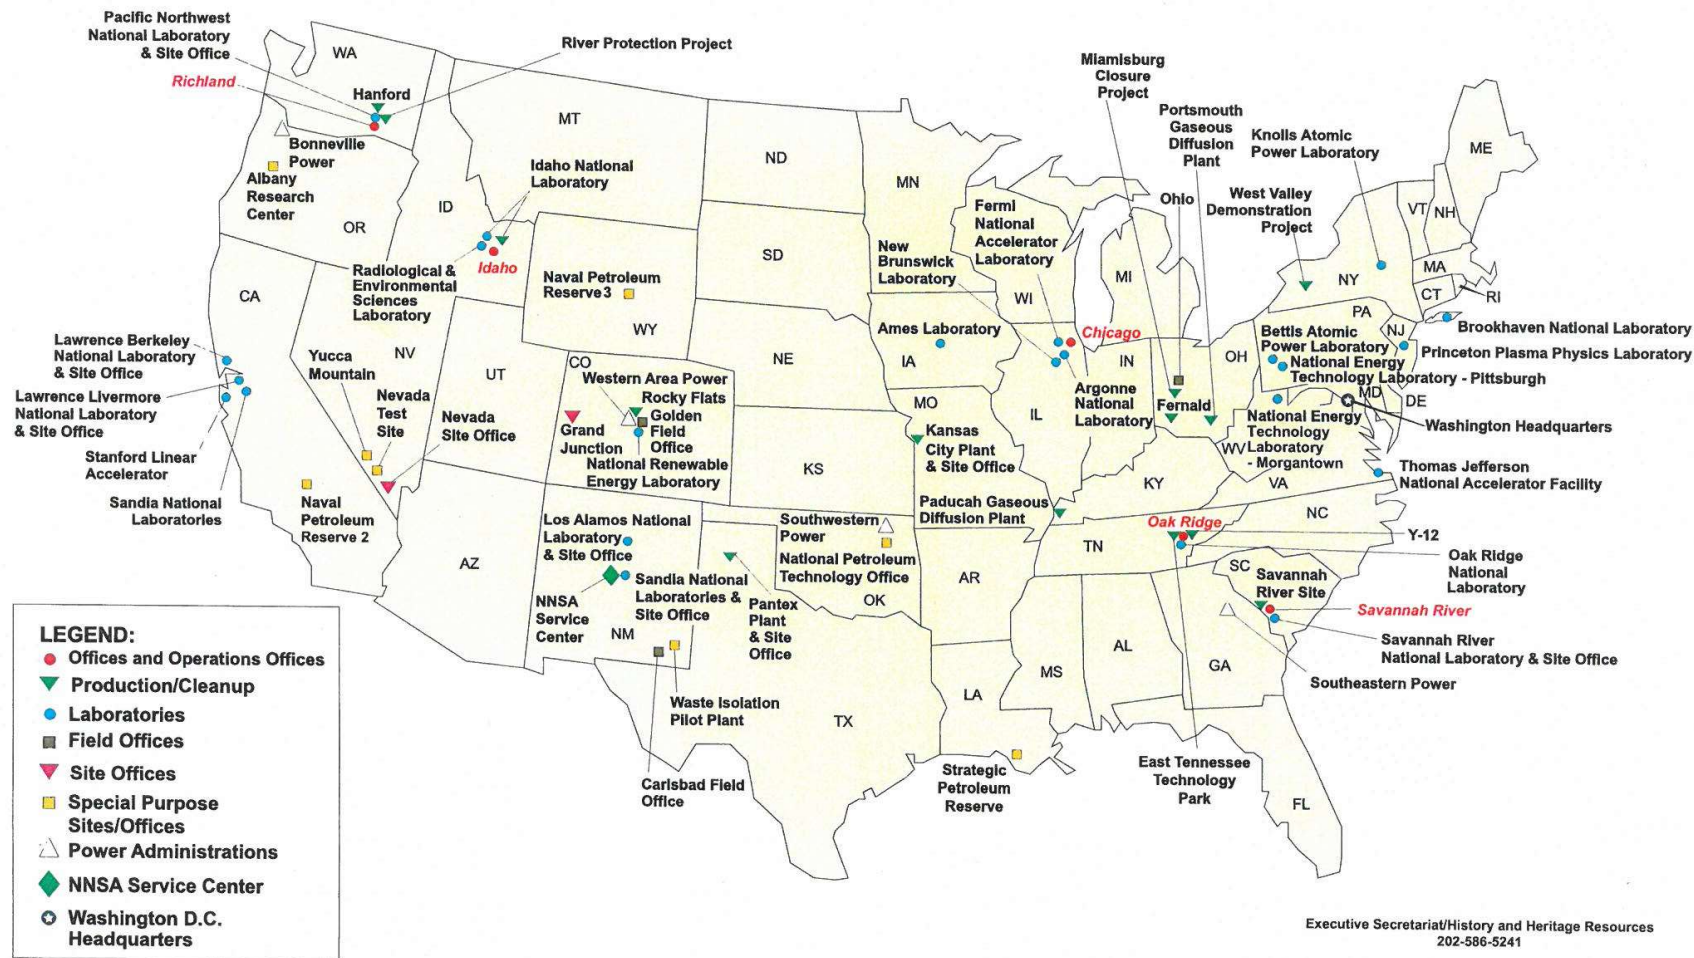 Pacific Northwest
National Laboratory
& Site Office
Richland
WA
Hanford
River Protection Project
Bonneville
Power
Albany
Research
Center
OR
ID
MT
Idaho National
Laboratory
Idaho
Radiological &
Environmental
Sciences
Laboratory
Naval Petroleum
Reserve 3
WY
ND
SD
NE
KS
MN
Fermi
National
Accelerator
Laboratory
New
Brunswick
Laboratory
WI
MI
Ames Laboratory
IA
Chicago
Argonne
National
Laboratory
IL
IN
MO
Miamisburg
Closure
Project
Portsmouth
Gaseous
Diffusion
Plant
Ohio
OH
Fernald
Knolls Atomic
Power Laboratory
West Valley
Demonstration
Project
NY
ME
VT
NH
MA
CT
RI
PA
NJ
Brookhaven National Laboratory
Princeton Plasma Physics Laboratory
Bettis Atomic
Power Laboratory
National Energy
Technology Laboratory - Pittsburgh
MD
DE
Washington Headquarters
National Energy
Technology
Laboratory
- Morgantown
WV
VA
Thomas Jefferson
National Accelerator Facility
KY
NC
CA
NV
UT
CO
Lawrence Berkeley
National Laboratory
& Site Office
Lawrence Livermore
National Laboratory
& Site Office
Stanford Linear
Accelerator
Sandia National
Laboratories
Yucca
Mountain
Nevada
Test
Site
Nevada
Site Office
Naval
Petroleum
Reserve 2
Western Area Power
Rocky Flats
Golden
Field
Office
Grand
Junction
National Renewable
Energy Laboratory
Kansas
City Plant
& Site Office
Paducah Gaseous
Diffusion Plant
AZ
Los Alamos National
Laboratory
& Site Office
NNSA
Service
Center
Sandia National
Laboratories &
Site Office
NM
Southwestern
Power
National Petroleum
Technology Office
OK
Pantex
Plant
& Site
Office
Waste Isolation
Pilot Plant
Carlsbad Field
Office
TX
AR
LA
MS
AL
GA
FL
TN
Oak Ridge
Y-12
Oak Ridge
National
Laboratory
SC
Savannah
River Site
Savannah River
Savannah River
National Laboratory & Site Office
Southeastern Power
East Tennessee
Technology
Park
Strategic
Petroleum
Reserve
LEGEND:
Offices and Operations Offices
Production/Cleanup
Laboratories
Field Offices
Site Offices
Special Purpose
Sites/Offices
Power Administrations
NNSA Service Center
Washington D.C.
Headquarters
Executive Secretariat/History and Heritage Resources
202-586-5241